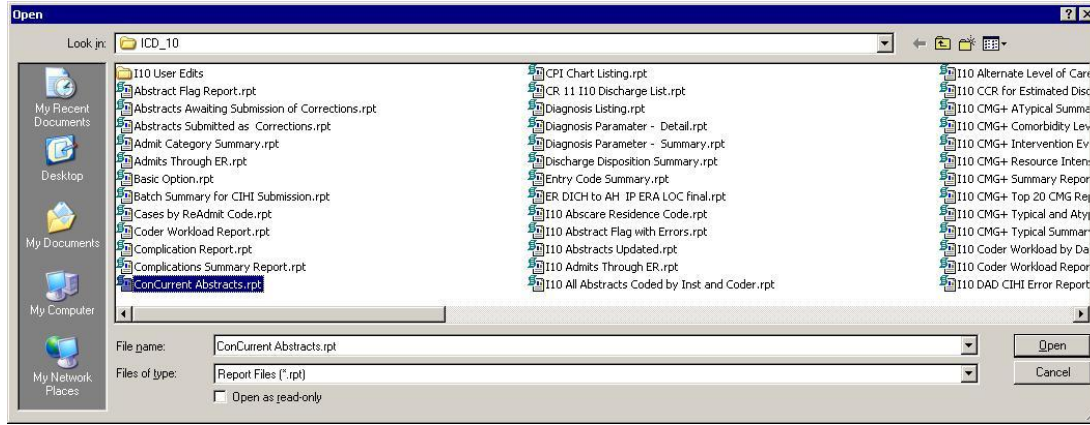 Open
Look in: ICD_10
My Recent
Documents
Desktop
My Documents
My Computer
My Network
Places
I10 User Edits
Abstract Flag Report.rpt
Abstracts Awaiting Submission of Corrections.rpt
Abstracts Submitted as Corrections.rpt
Admit Category Summary.rpt
Admits Through ER.rpt
Basic Option.rpt
Batch Summary for CIHI Submission.rpt
Cases by ReAdmit Code.rpt
Coder Workload Report.rpt
Complication Report.rpt
Complications Summary Report.rpt
ConCurrent Abstracts.rpt
CPI Chart Listing.rpt
CR 11 I10 Discharge List.rpt
Diagnosis Listing.rpt
Diagnosis Paramater - Detail.rpt
Diagnosis Paramater - Summary.rpt
Discharge Disposition Summary.rpt
Entry Code Summary.rpt
ER DICH to AH IP ERA LOC final.rpt
I10 Abscare Residence Code.rpt
I10 Abstract Flag with Errors.rpt
I10 Abstracts Updated.rpt
I10 Admits Through ER.rpt
I10 All Abstracts Coded by Inst and Coder.rpt
I10 Alternate Level of Care
I10 CCR for Estimated Disc
I10 CMG+ ATypical Summa
I10 CMG+ Comorbidity Lev
I10 CMG+ Intervention Ev
I10 CMG+ Resource Intens
I10 CMG+ Summary Repor
I10 CMG+ Top 20 CMG Rep
I10 CMG+ Typical and Atyp
I10 CMG+ Typical Summar
I10 Coder Workload by Da
I10 Coder Workload Repor
I10 DAD CIHI Error Report
File name: ConCurrent Abstracts.rpt
Open
Files of type: Report Files (*.rpt)
Cancel
Open as read-only